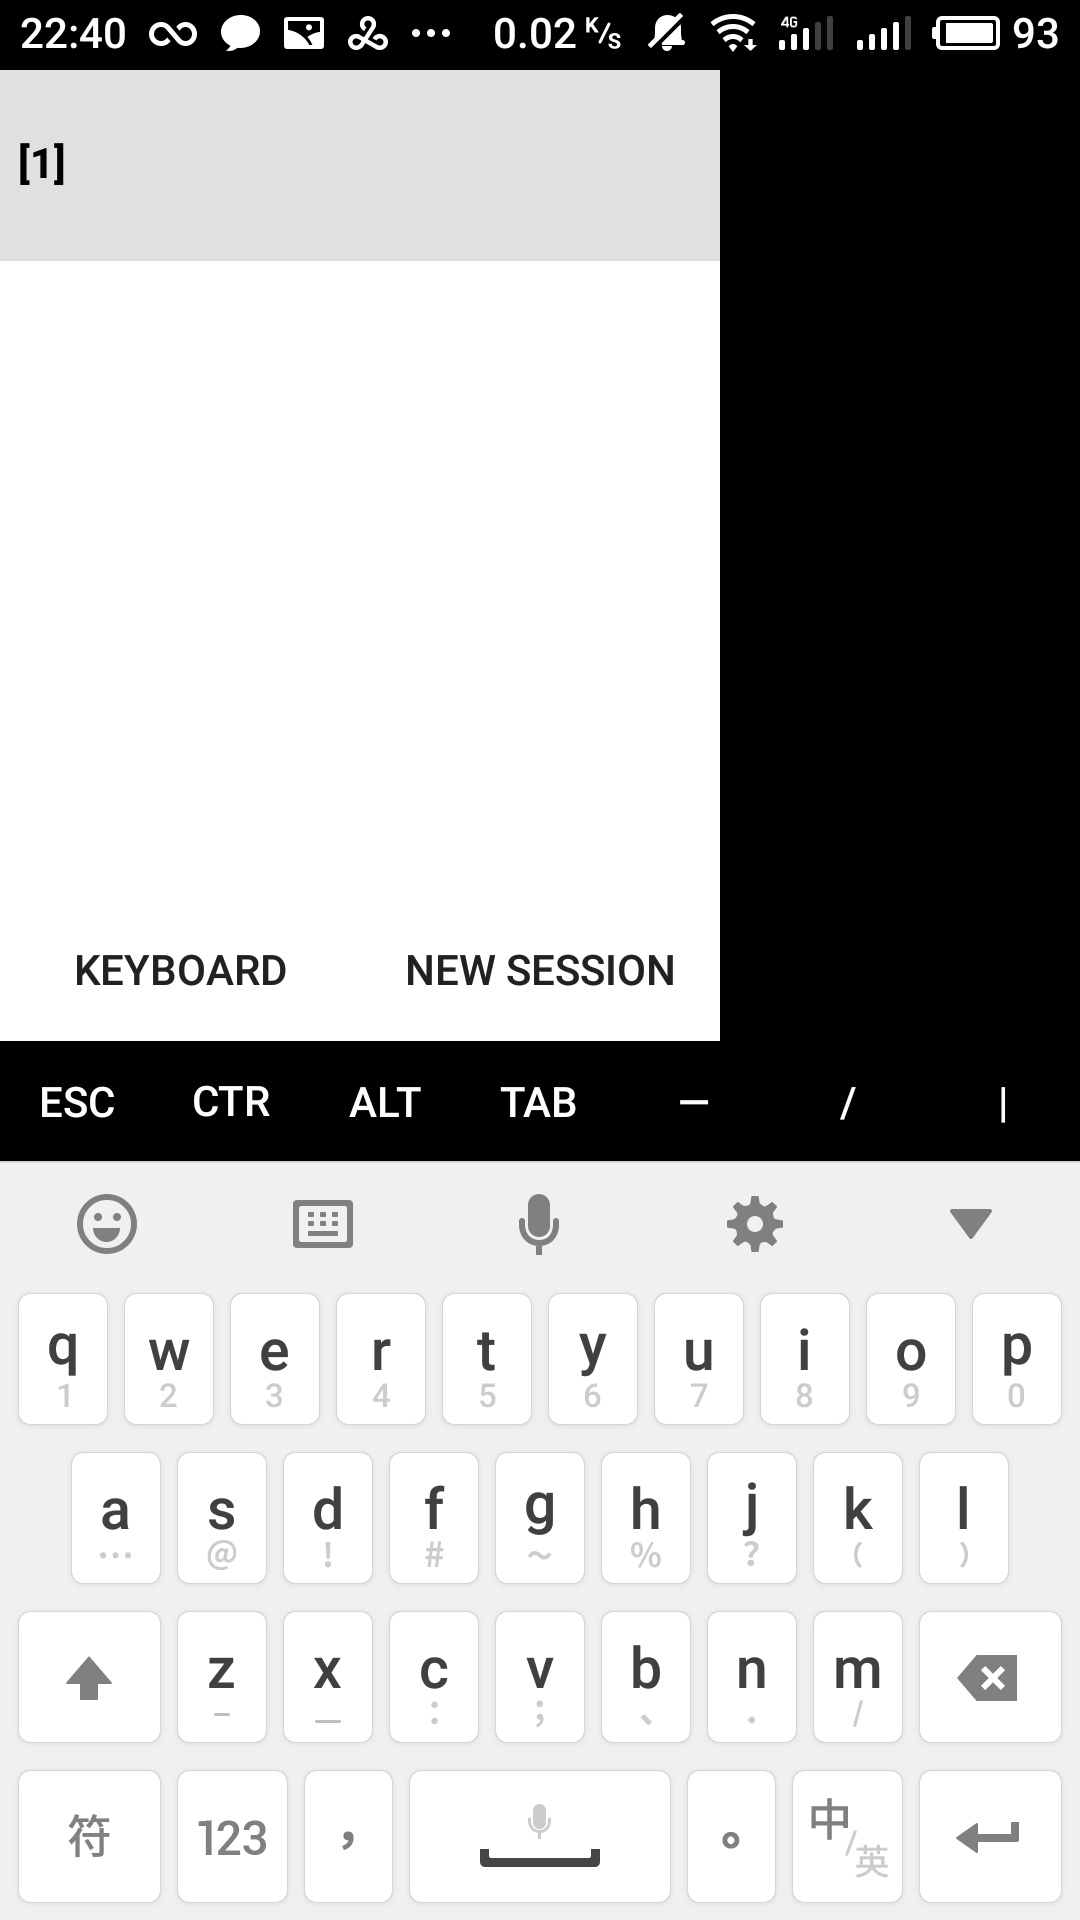 22:40 0.02 K/s 4G 93
[1]
KEYBOARD NEW SESSION
ESC CTR ALT TAB — / |
q w e r t y u i o p
1 2 3 4 5 6 7 8 9 0
a s d f g h j k l
… @ ! # ~ % ? ( )
z x c v b n m
– — : ; 、 . /
符 123 ， 。 中/英